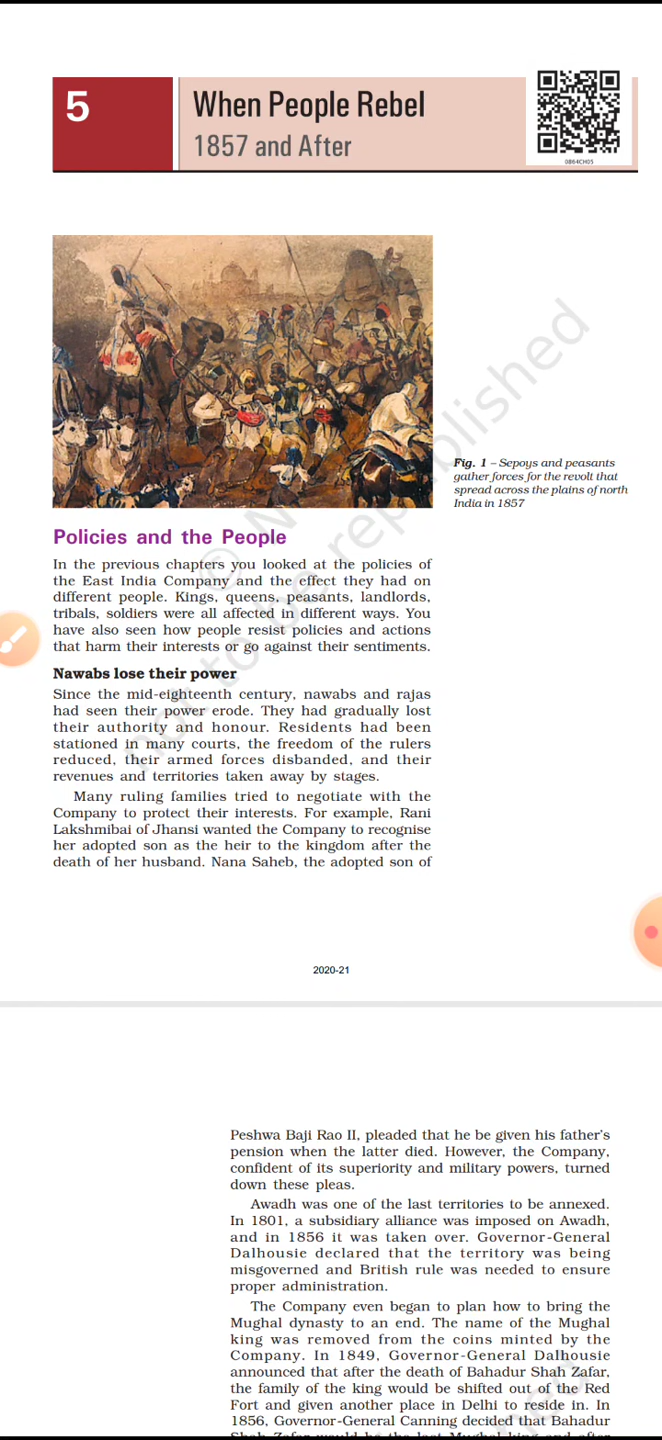 5
When People Rebel
1857 and After
0864CH05
Fig. 1 – Sepoys and peasants
gather forces for the revolt that
spread across the plains of north
India in 1857
Policies and the People
In the previous chapters you looked at the policies of
the East India Company and the effect they had on
different people. Kings, queens, peasants, landlords,
tribals, soldiers were all affected in different ways. You
have also seen how people resist policies and actions
that harm their interests or go against their sentiments.
Nawabs lose their power
Since the mid-eighteenth century, nawabs and rajas
had seen their power erode. They had gradually lost
their authority and honour. Residents had been
stationed in many courts, the freedom of the rulers
reduced, their armed forces disbanded, and their
revenues and territories taken away by stages.
Many ruling families tried to negotiate with the
Company to protect their interests. For example, Rani
Lakshmibai of Jhansi wanted the Company to recognise
her adopted son as the heir to the kingdom after the
death of her husband. Nana Saheb, the adopted son of
2020-21
Peshwa Baji Rao II, pleaded that he be given his father's
pension when the latter died. However, the Company,
confident of its superiority and military powers, turned
down these pleas.
Awadh was one of the last territories to be annexed.
In 1801, a subsidiary alliance was imposed on Awadh,
and in 1856 it was taken over. Governor-General
Dalhousie declared that the territory was being
misgoverned and British rule was needed to ensure
proper administration.
The Company even began to plan how to bring the
Mughal dynasty to an end. The name of the Mughal
king was removed from the coins minted by the
Company. In 1849, Governor-General Dalhousie
announced that after the death of Bahadur Shah Zafar,
the family of the king would be shifted out of the Red
Fort and given another place in Delhi to reside in. In
1856, Governor-General Canning decided that Bahadur
Shah Zafar would be the last Mughal king and after
not to be republished